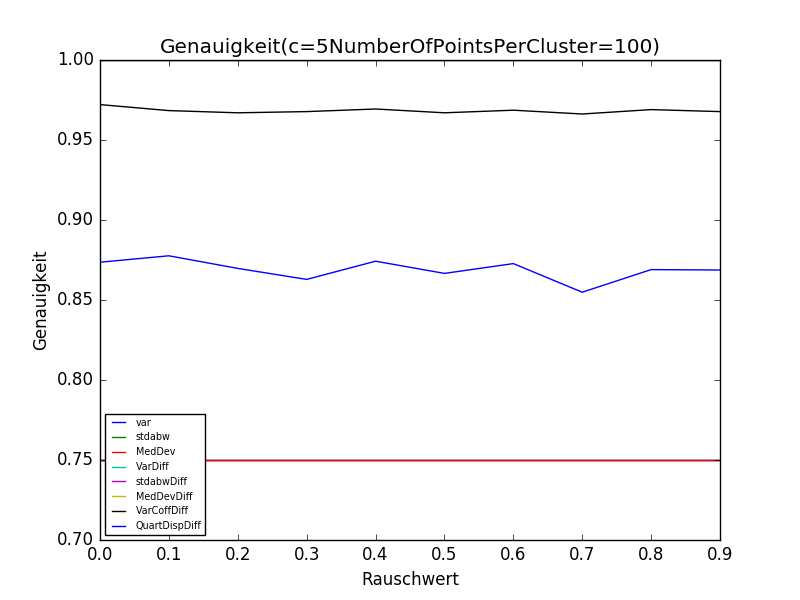 Genauigkeit(c=5NumberOfPointsPerCluster=100)
1.00
0.95
0.90
0.85
0.80
0.75
0.70
Genauigkeit
var
stdabw
MedDev
VarDiff
stdabwDiff
MedDevDiff
VarCoffDiff
QuartDispDiff
0.0 0.1 0.2 0.3 0.4 0.5 0.6 0.7 0.8 0.9
Rauschwert